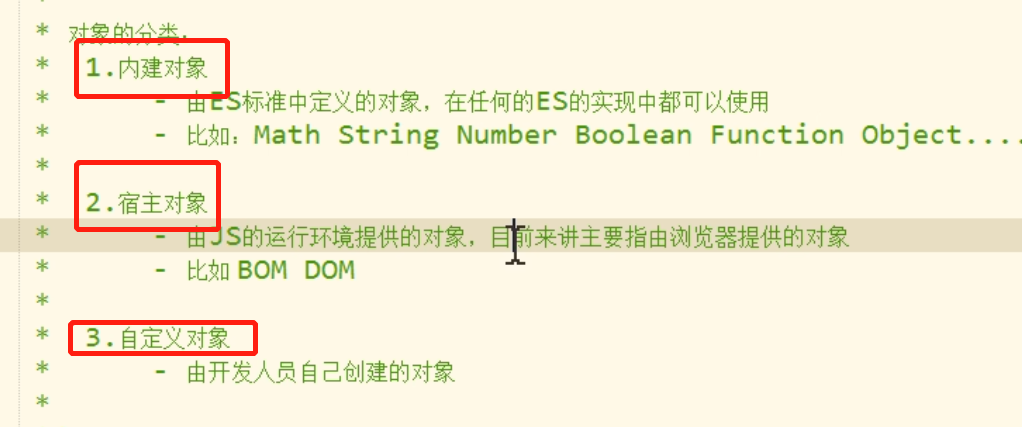 *
* 对象的分类:
* 1.内建对象
* - 由ES标准中定义的对象，在任何的ES的实现中都可以使用
* - 比如：Math String Number Boolean Function Object....
*
* 2.宿主对象
* - 由JS的运行环境提供的对象，目前来讲主要指由浏览器提供的对象
* - 比如 BOM DOM
*
* 3.自定义对象
* - 由开发人员自己创建的对象
*